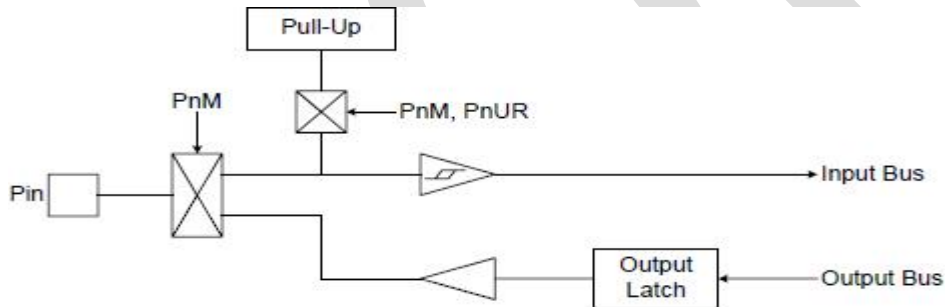 Pull-Up
PnM
PnM, PnUR
Pin
Input Bus
Output
Latch
Output Bus